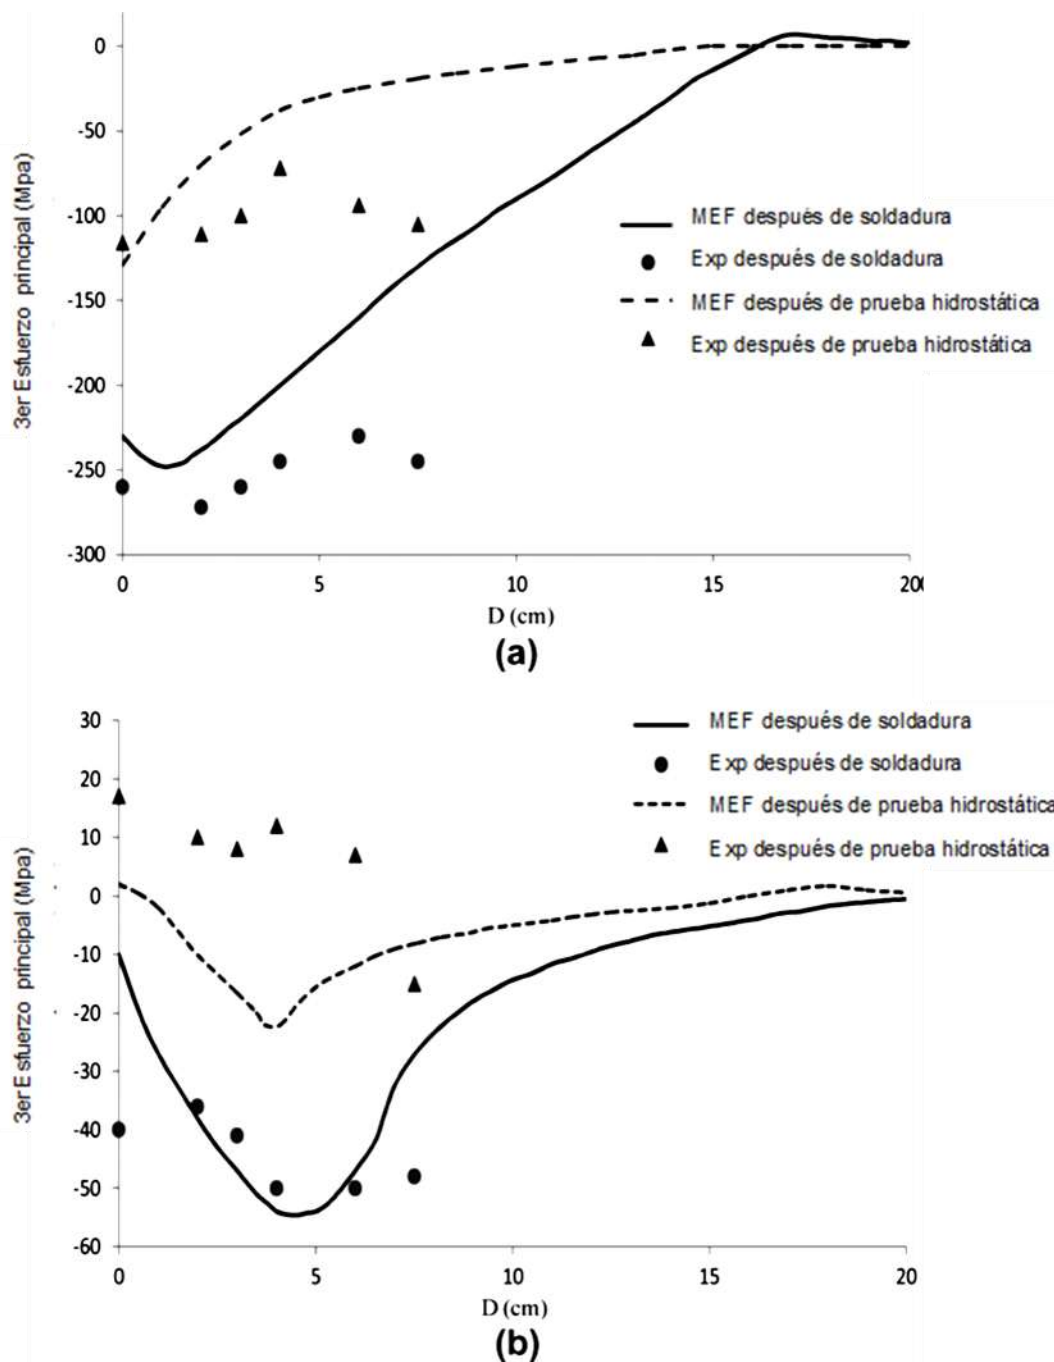 0
-50
-100
-150
-200
-250
-300
3er Esfuerzo principal (Mpa)
MEF después de soldadura
Exp después de soldadura
MEF después de prueba hidrostática
Exp después de prueba hidrostática
0 5 10 15 200
D (cm)
(a)
30
20
10
0
-10
-20
-30
-40
-50
-60
3er E sfuerzo principal (Mpa)
MEF después de soldadura
Exp después de soldadura
MEF después de prueba hidrostática
Exp después de prueba hidrostática
0 5 10 15 20
D (cm)
(b)